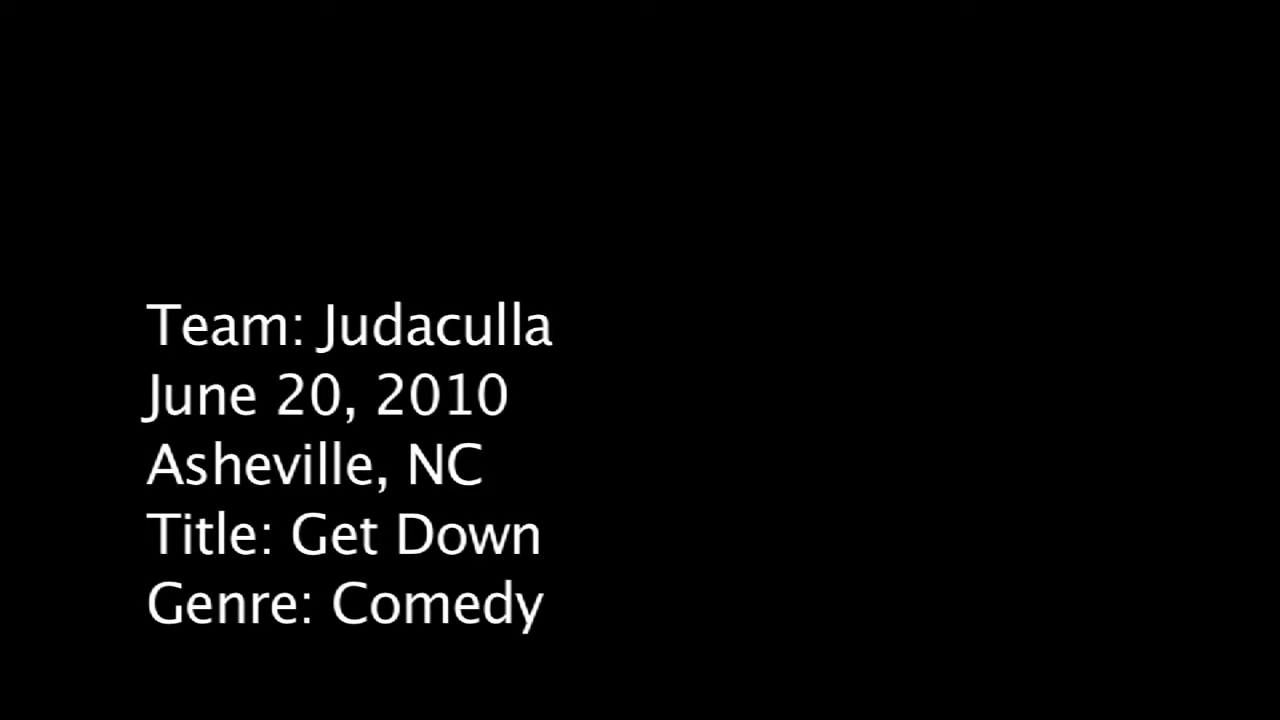 Team: Judaculla
June 20, 2010
Asheville, NC
Title: Get Down
Genre: Comedy